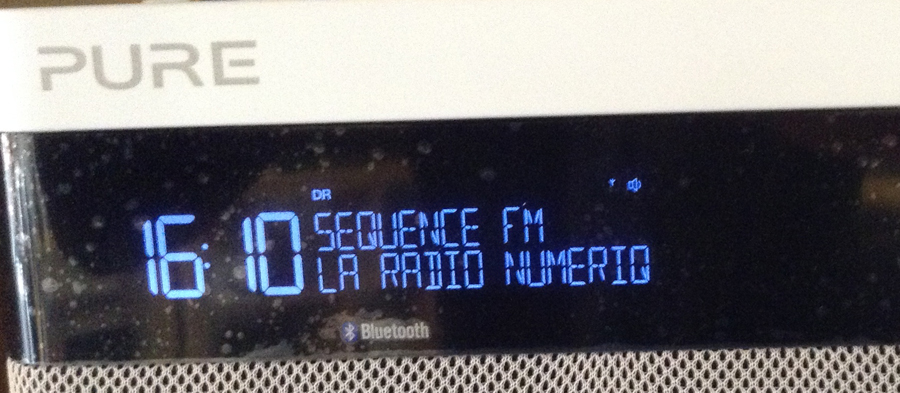 PURE
DR
16:10 SEQUENCE FM
LA RADIO NUMERIQ
Bluetooth